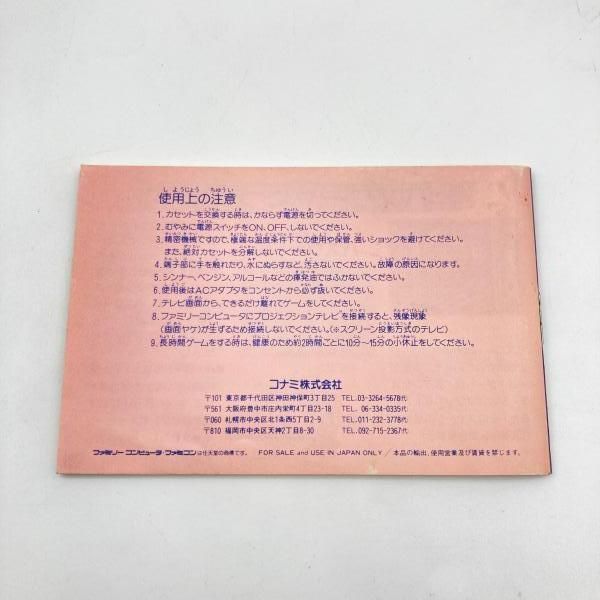 使用上の注意
1. カセットを交換する時は、かならず電源を切ってください。
2. むやみに電源スイッチをON、OFF、しないでください。
3. 精密機械ですので、極端な温度条件下での使用や保管、強いショックを避けてください。
また、絶対カセットを分解しないでください。
4. 端子部に手を触れたり、水にぬらすなど、汚さないでください。故障の原因になります。
5. シンナー、ベンジン、アルコールなどの揮発油ではふかないでください。
6. 使用後はACアダプタをコンセントから必ず抜いてください。
7. テレビ画面から、できるだけ離れてゲームをしてください。
8. ファミリーコンピュータにプロジェクションテレビ*を接続すると、残像現象
(画面ヤケ)が生ずるため接続しないでください。(*スクリーン投影方式のテレビ)
9. 長時間ゲームをする時は、健康のため約2時間ごとに10分〜15分の小休止をしてください。
コナミ株式会社
〒101 東京都千代田区神田神保町3丁目25 TEL.03-3264-5678代
〒561 大阪府豊中市庄内栄町4丁目23-18 TEL. 06-334-0335代
〒060 札幌市中央区北1条西5丁目2-9 TEL.011-232-3778代
〒810 福岡市中央区天神2丁目8-30 TEL.092-715-2367代
ファミリーコンピュータ・ファミコンは任天堂の商標です。 FOR SALE and USE IN JAPAN ONLY / 本品の輸出、使用営業及び賃貸を禁じます。